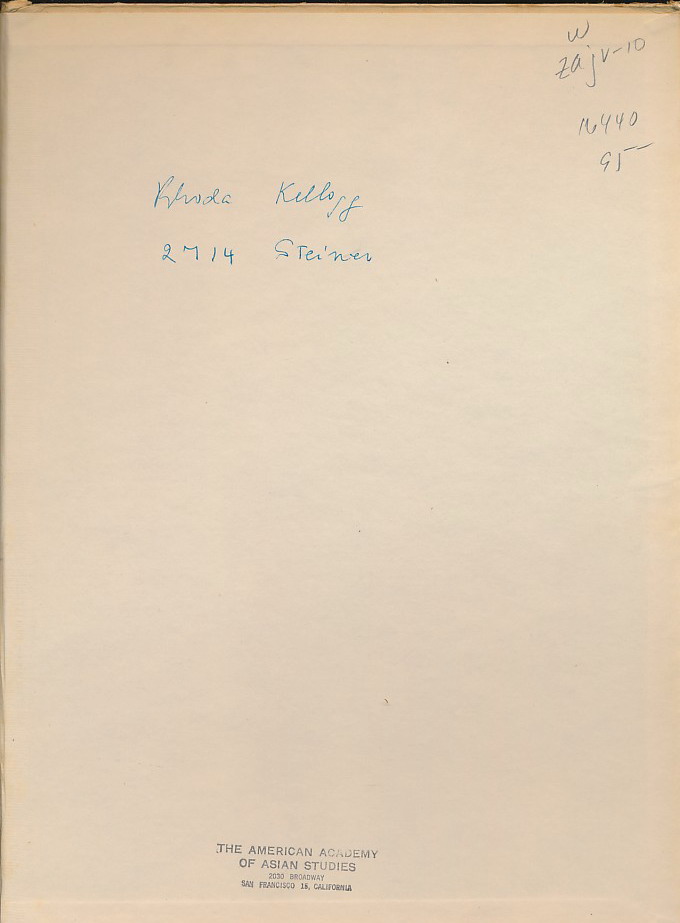 w
zajv-10
16440
95—
Rhoda Kellogg
2714 Steiner
THE AMERICAN ACADEMY
OF ASIAN STUDIES
2030 BROADWAY
SAN FRANCISCO 15, CALIFORNIA